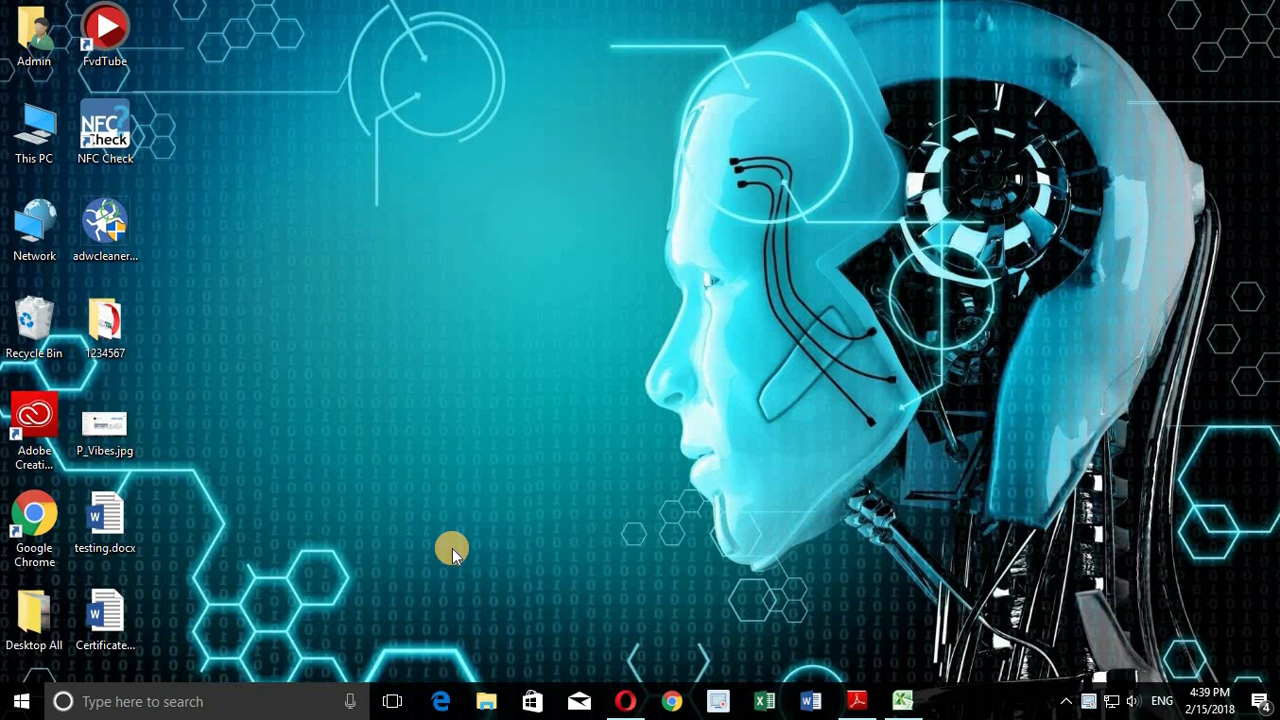 Admin
FvdTube
NFC
Check
This PC
NFC Check
Network
adwcleaner...
Recycle Bin
1234567
Adobe
Creati...
P_Vibes.jpg
Google
Chrome
testing.docx
Desktop All
Certificate...
Type here to search
ENG
4:39 PM
2/15/2018
4